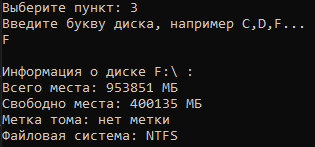 Выберите пункт: 3
Введите букву диска, например C,D,F...
F
Информация о диске F:\ :
Всего места: 953851 МБ
Свободно места: 400135 МБ
Метка тома: нет метки
Файловая система: NTFS